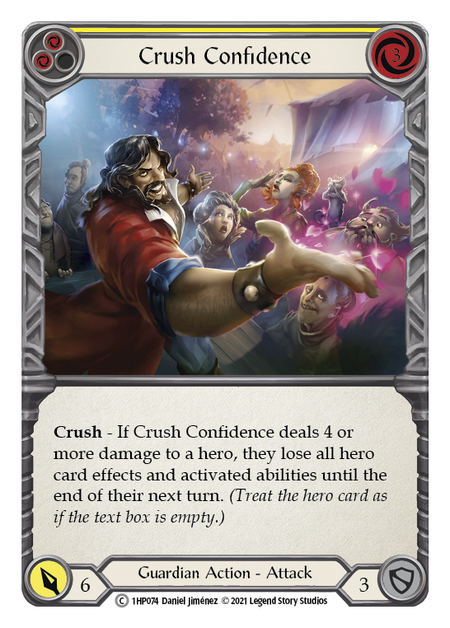 Crush Confidence
3
Crush - If Crush Confidence deals 4 or
more damage to a hero, they lose all hero
card effects and activated abilities until the
end of their next turn. (Treat the hero card as
if the text box is empty.)
6
Guardian Action - Attack
3
C 1HP074 Daniel Jiménez © 2021 Legend Story Studios